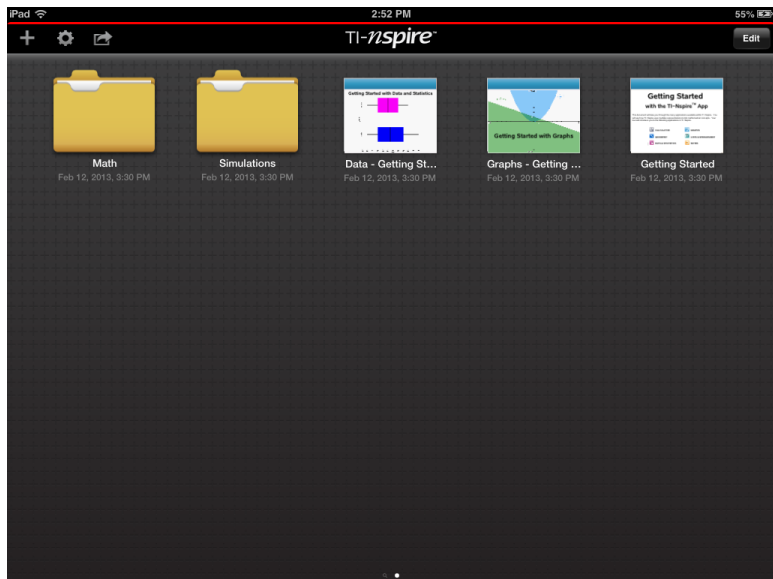 iPad 2:52 PM 55%
TI-nspire™ Edit
Getting Started with Data and Statistics
Getting Started with Graphs
Getting Started
with the TI-Nspire™ App
Math Simulations Data - Getting St... Graphs - Getting ... Getting Started
Feb 12, 2013, 3:30 PM Feb 12, 2013, 3:30 PM Feb 12, 2013, 3:30 PM Feb 12, 2013, 3:30 PM Feb 12, 2013, 3:30 PM